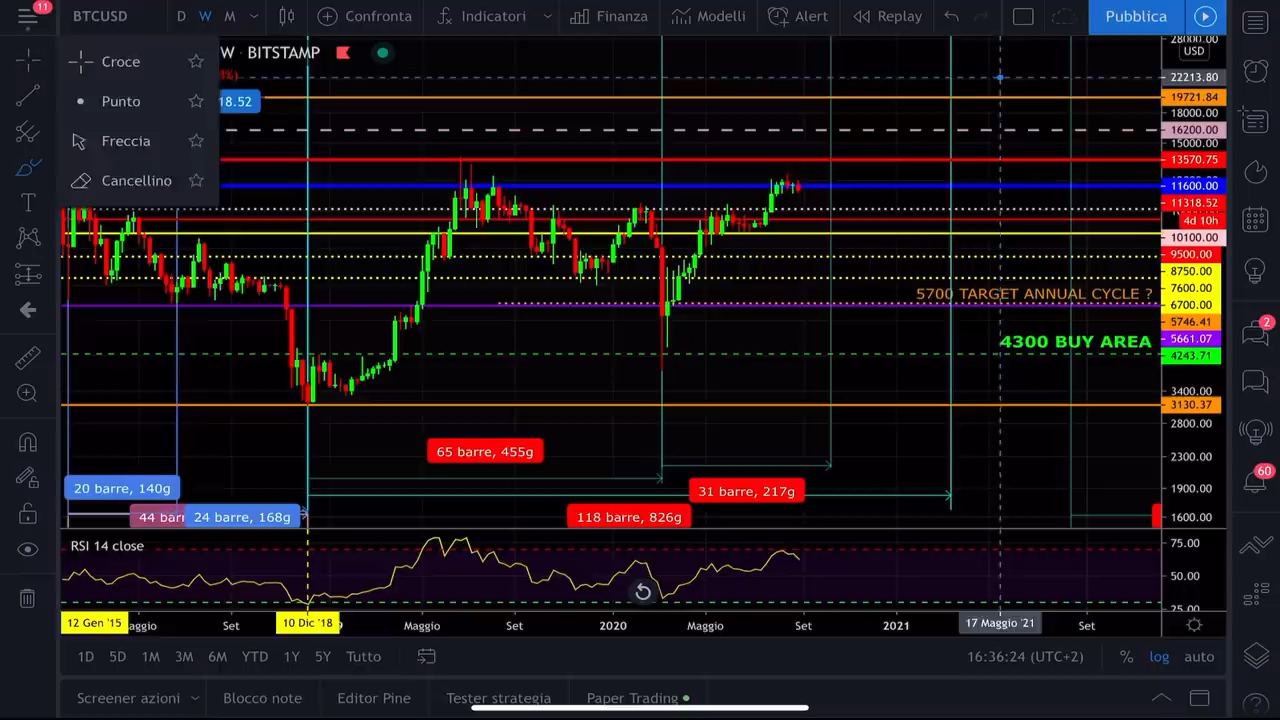 11
BTCUSD
D W M
Confronta
Indicatori
Finanza
Modelli
Alert
Replay
Pubblica
Croce
Punto
Freccia
Cancellino
W · BITSTAMP
18.52
28000.00
USD
22213.80
19721.84
18000.00
16200.00
15000.00
13570.75
11600.00
11318.52
4d 10h
10100.00
9500.00
8750.00
7600.00
6700.00
5746.41
5661.07
4243.71
3400.00
3130.37
2800.00
2300.00
1900.00
1600.00
5700 TARGET ANNUAL CYCLE ?
4300 BUY AREA
65 barre, 455g
20 barre, 140g
31 barre, 217g
44 barr
24 barre, 168g
118 barre, 826g
RSI 14 close
75.00
50.00
25.00
12 Gen '15
aggio
Set
10 Dic '18
Maggio
Set
2020
Maggio
Set
2021
17 Maggio '21
Set
1D 5D 1M 3M 6M YTD 1Y 5Y Tutto
16:36:24 (UTC+2)
%
log
auto
Screener azioni
Blocco note
Editor Pine
Tester strategia
Paper Trading
2
60